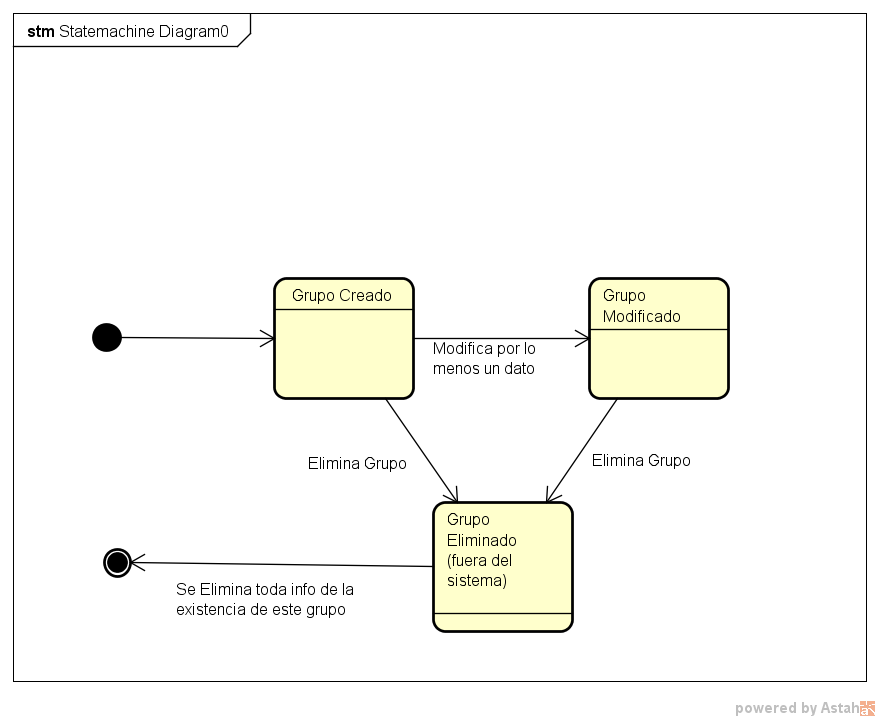 stm Statemachine Diagram0
Grupo Creado
Grupo
Modificado
Modifica por lo
menos un dato
Elimina Grupo
Elimina Grupo
Grupo
Eliminado
(fuera del
sistema)
Se Elimina toda info de la
existencia de este grupo
powered by Astah